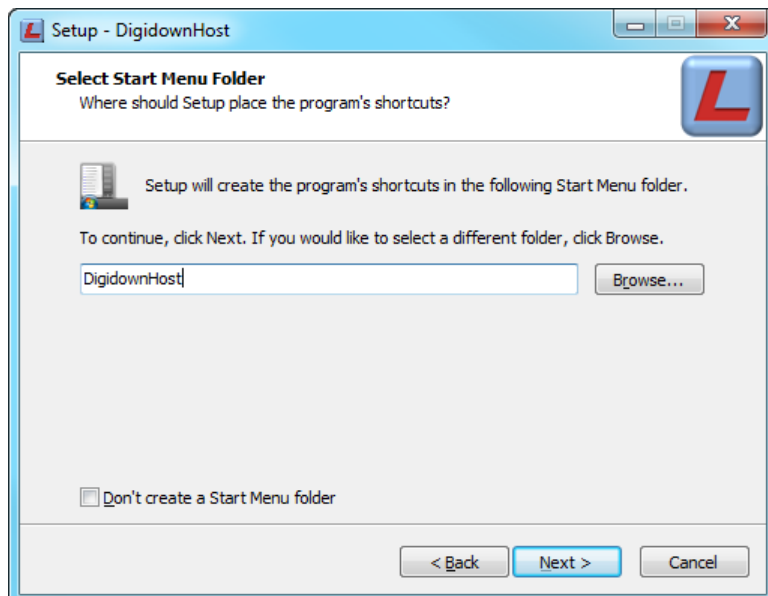 Setup - DigidownHost
Select Start Menu Folder
Where should Setup place the program's shortcuts?
L
Setup will create the program's shortcuts in the following Start Menu folder.
To continue, click Next. If you would like to select a different folder, click Browse.
DigidownHost
Browse...
Don't create a Start Menu folder
< Back
Next >
Cancel